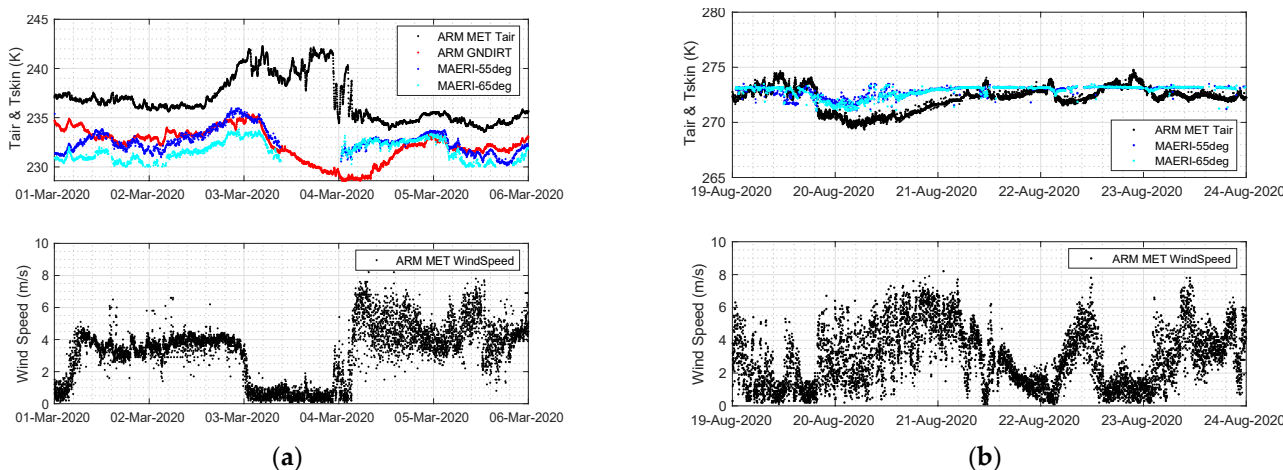 245
240
235
230
Tair & Tskin (K)
ARM MET Tair
ARM GNDIRT
MAERI-55deg
MAERI-65deg
01-Mar-2020 02-Mar-2020 03-Mar-2020 04-Mar-2020 05-Mar-2020 06-Mar-2020
10
8
6
4
2
0
Wind Speed (m/s)
ARM MET WindSpeed
01-Mar-2020 02-Mar-2020 03-Mar-2020 04-Mar-2020 05-Mar-2020 06-Mar-2020
(a)
280
275
270
265
Tair & Tskin (K)
ARM MET Tair
MAERI-55deg
MAERI-65deg
19-Aug-2020 20-Aug-2020 21-Aug-2020 22-Aug-2020 23-Aug-2020 24-Aug-2020
10
8
6
4
2
0
Wind Speed (m/s)
ARM MET WindSpeed
19-Aug-2020 20-Aug-2020 21-Aug-2020 22-Aug-2020 23-Aug-2020 24-Aug-2020
(b)